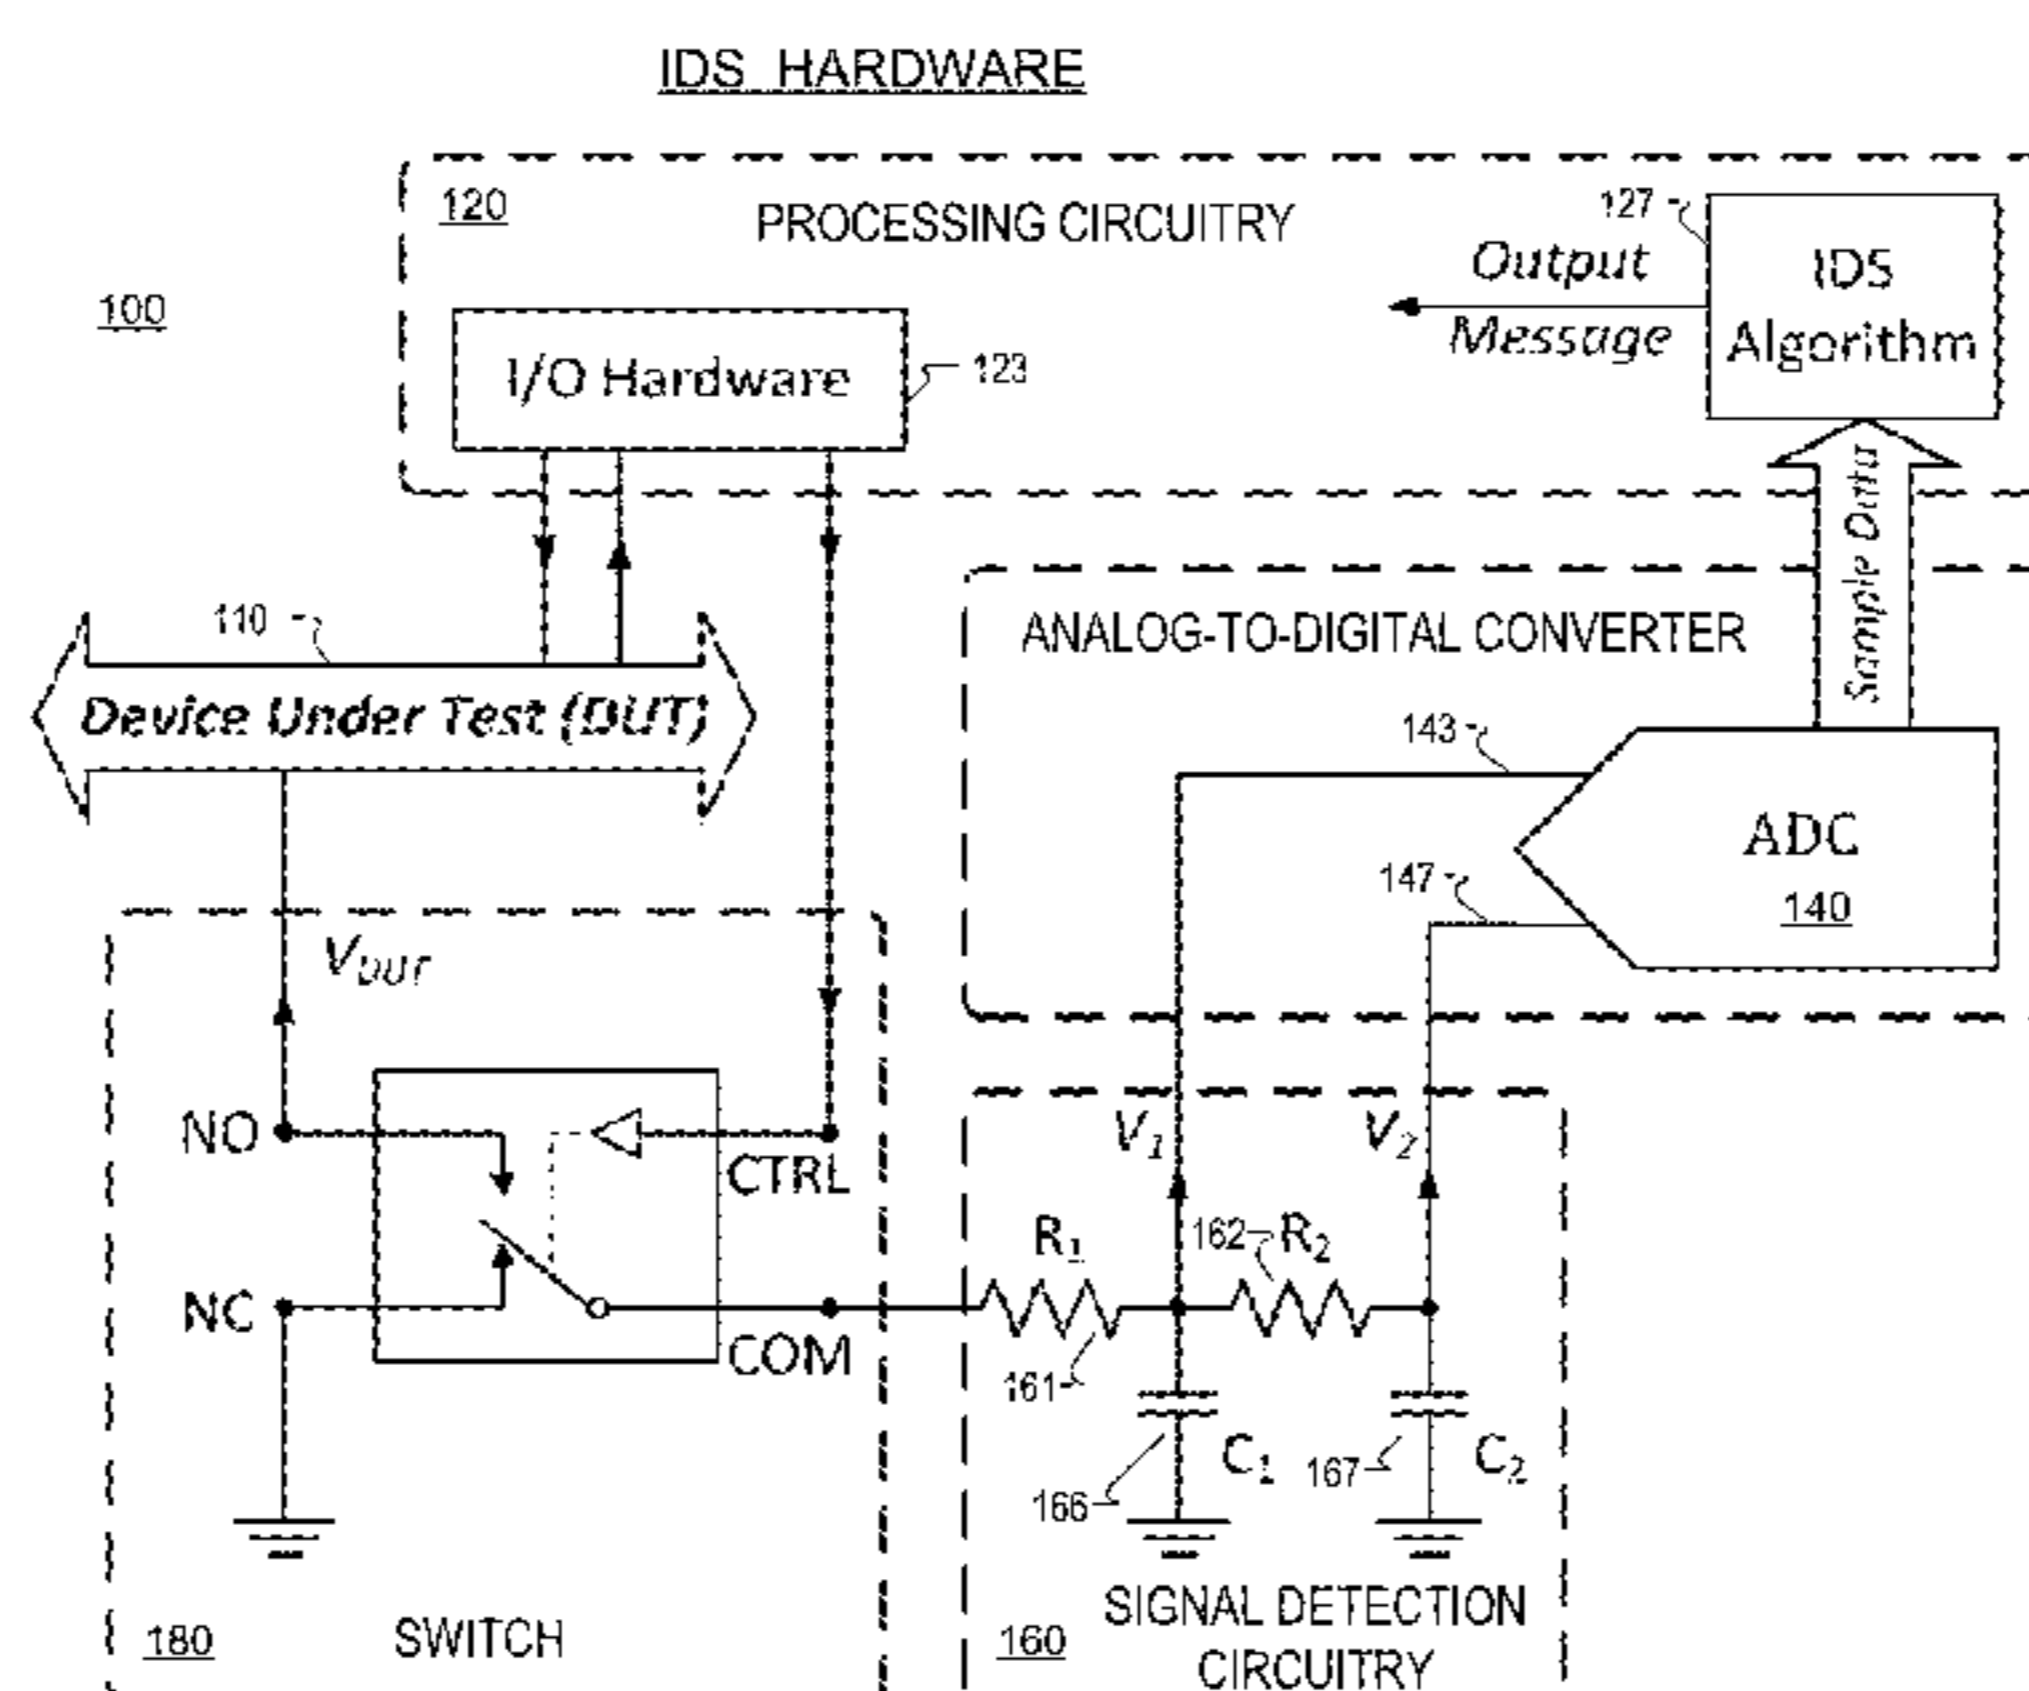 IDS HARDWARE
120
PROCESSING CIRCUITRY
127
Output
Message
IDS
Algorithm
100
I/O Hardware
123
Sample Data
110
Device Under Test (DUT)
ANALOG-TO-DIGITAL CONVERTER
143
147
ADC
140
VDUT
NO
CTRL
NC
COM
V1
V2
R1
162
R2
161
C1
166
167
C2
180
SWITCH
160
SIGNAL DETECTION
CIRCUITRY